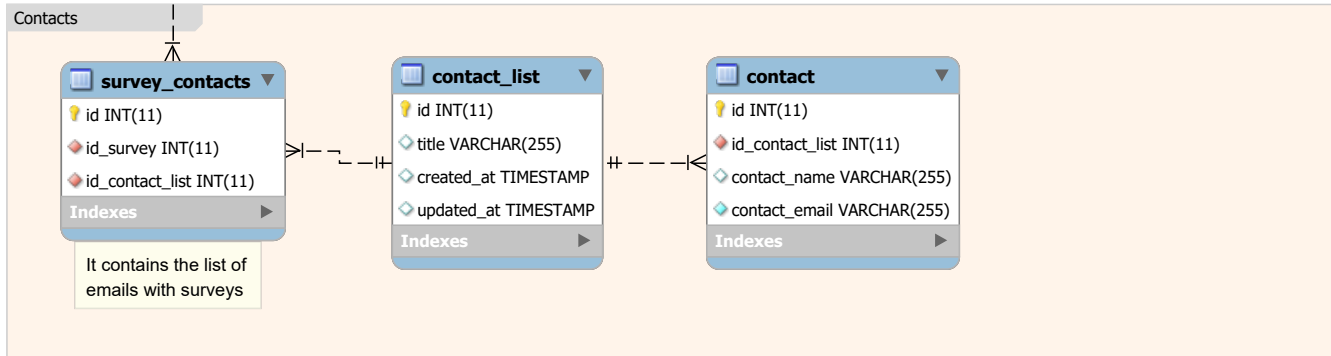 Contacts
survey_contacts
id INT(11)
id_survey INT(11)
id_contact_list INT(11)
Indexes
It contains the list of
emails with surveys
contact_list
id INT(11)
title VARCHAR(255)
created_at TIMESTAMP
updated_at TIMESTAMP
Indexes
contact
id INT(11)
id_contact_list INT(11)
contact_name VARCHAR(255)
contact_email VARCHAR(255)
Indexes